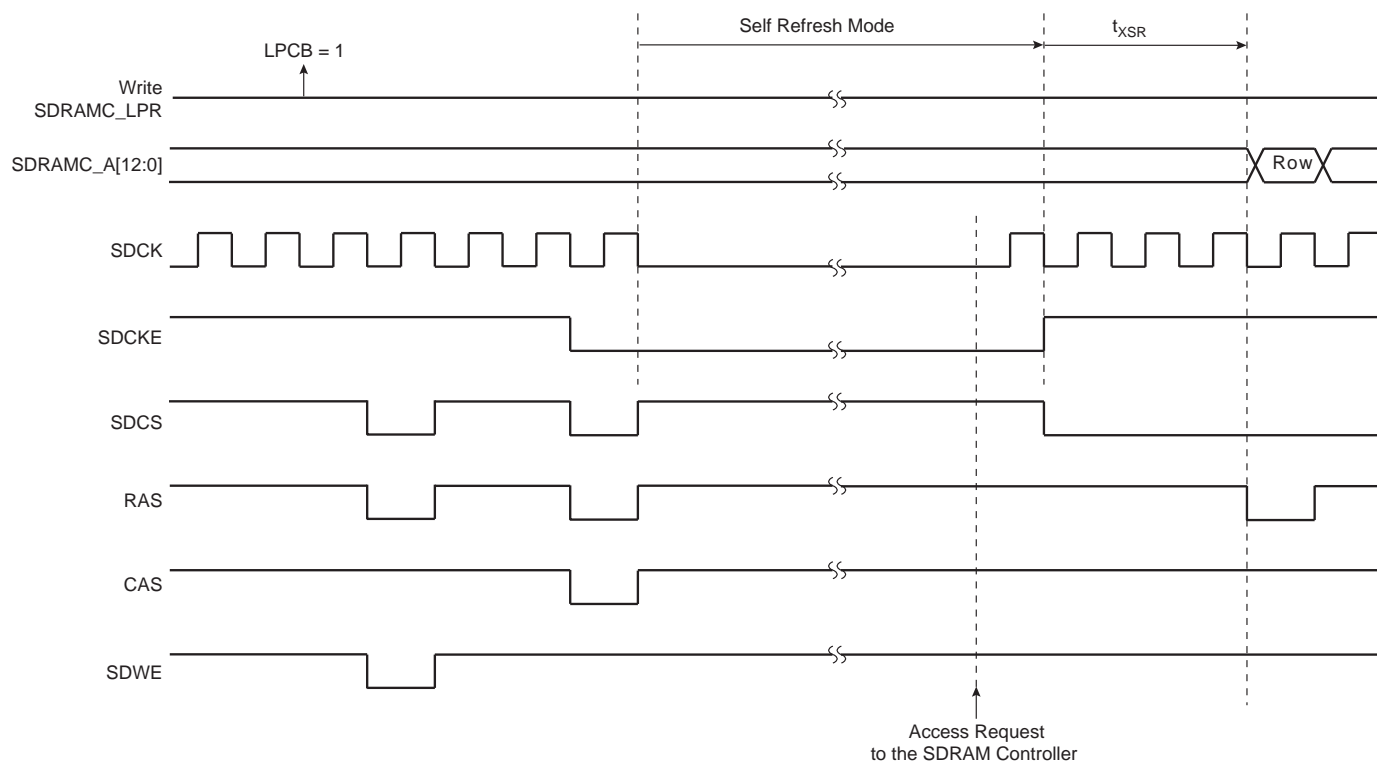 Self Refresh Mode
tXSR
LPCB = 1
Write
SDRAMC_LPR
SDRAMC_A[12:0]
Row
SDCK
SDCKE
SDCS
RAS
CAS
SDWE
Access Request
to the SDRAM Controller